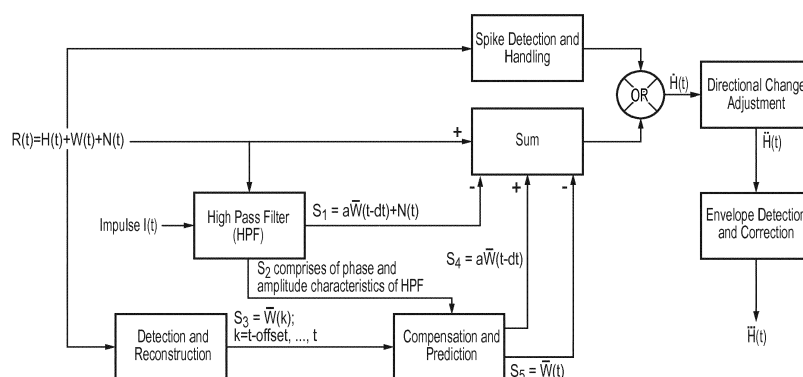 Spike Detection and
Handling
OR
Ḣ(t)
Directional Change
Adjustment
R(t)=H(t)+W(t)+N(t)
+
Sum
-
+
-
Ḧ(t)
Impulse I(t)
High Pass Filter
(HPF)
S₁ = aW̅(t-dt)+N(t)
S₄ = aW̅(t-dt)
Envelope Detection
and Correction
S₂ comprises of phase and
amplitude characteristics of HPF
Detection and
Reconstruction
S₃ = W̅(k);
k=t-offset, ..., t
Compensation and
Prediction
S₅ = W̅(t)
H⃛(t)